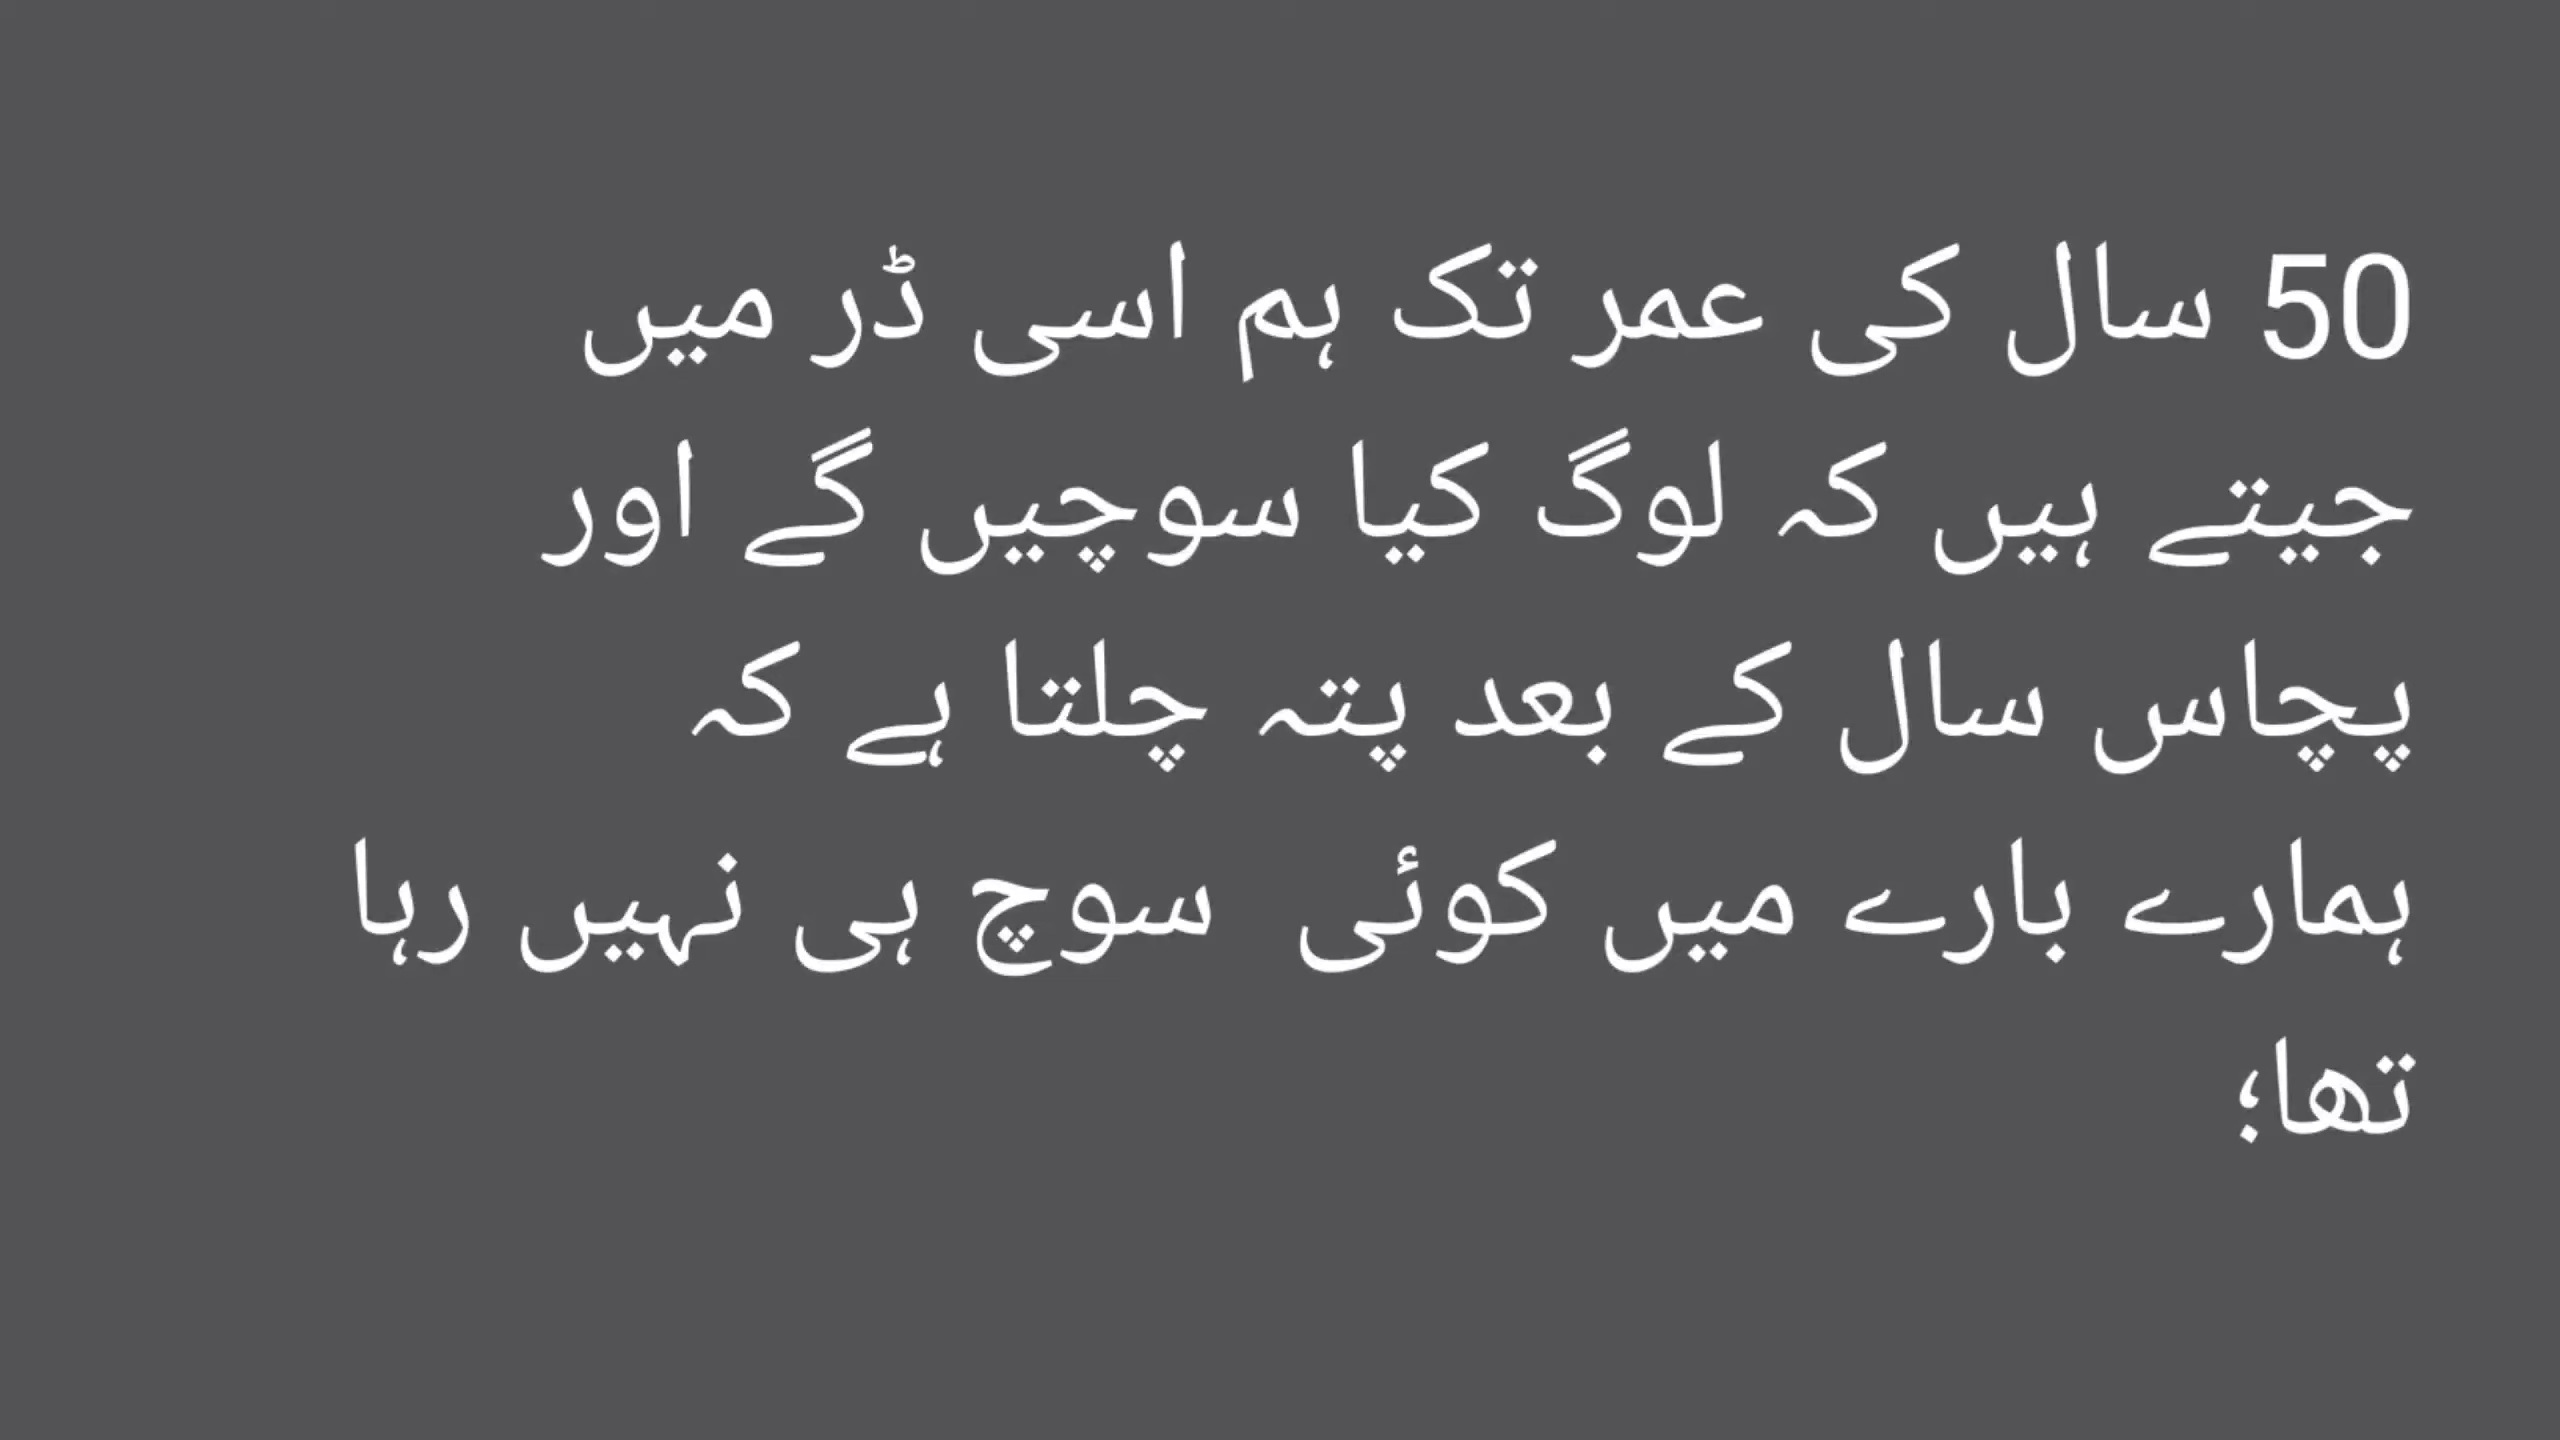 50 سال کی عمر تک ہم اسی ڈر میں
جیتے ہیں کہ لوگ کیا سوچیں گے اور
پچاس سال کے بعد پتہ چلتا ہے کہ
ہمارے بارے میں کوئی سوچ ہی نہیں رہا
تھا؛